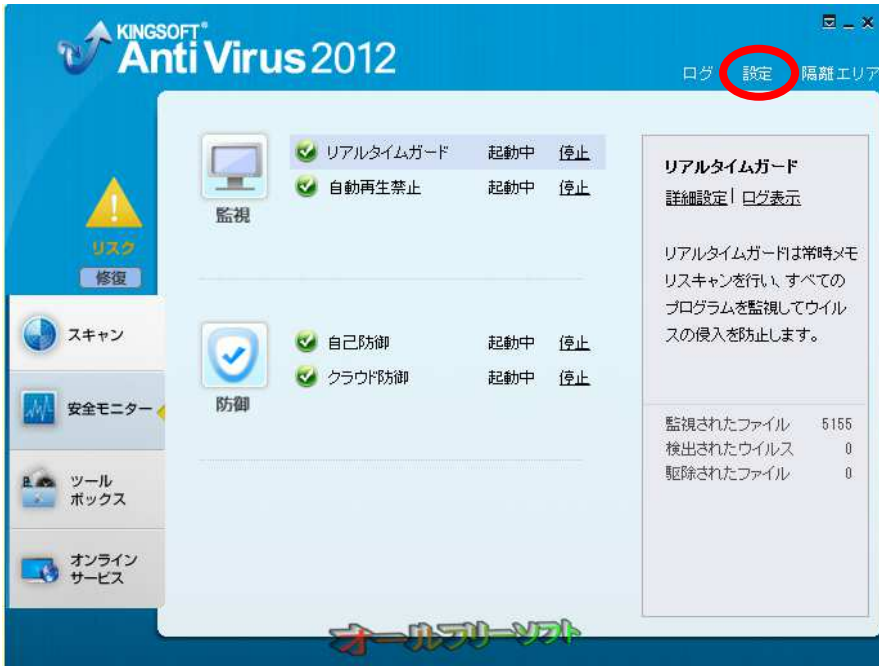 KINGSOFT®
AntiVirus 2012
ログ 設定 隔離エリア
リスク
修復
スキャン
安全モニター
ツール
ボックス
オンライン
サービス
監視
リアルタイムガード 起動中 停止
自動再生禁止 起動中 停止
防御
自己防御 起動中 停止
クラウド防御 起動中 停止
リアルタイムガード
詳細設定 | ログ表示
リアルタイムガードは常時メモ
リスキャンを行い、すべての
プログラムを監視してウイル
スの侵入を防止します。
監視されたファイル 5155
検出されたウイルス 0
駆除されたファイル 0
オールフリーソフト